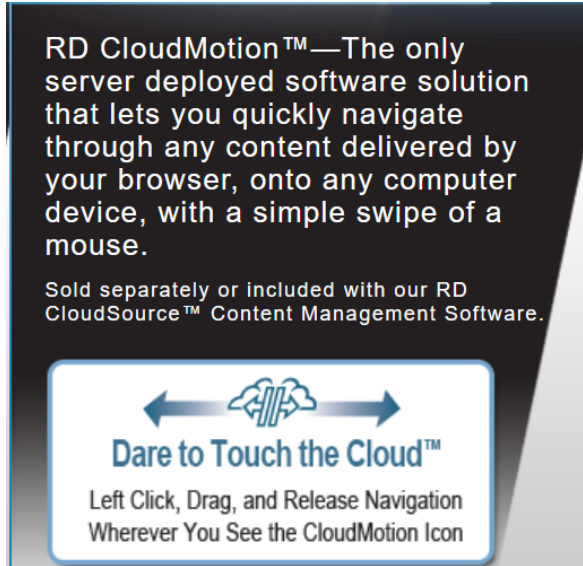 RD CloudMotion™—The only
server deployed software solution
that lets you quickly navigate
through any content delivered by
your browser, onto any computer
device, with a simple swipe of a
mouse.
Sold separately or included with our RD
CloudSource™ Content Management Software.
Dare to Touch the Cloud™
Left Click, Drag, and Release Navigation
Wherever You See the CloudMotion Icon